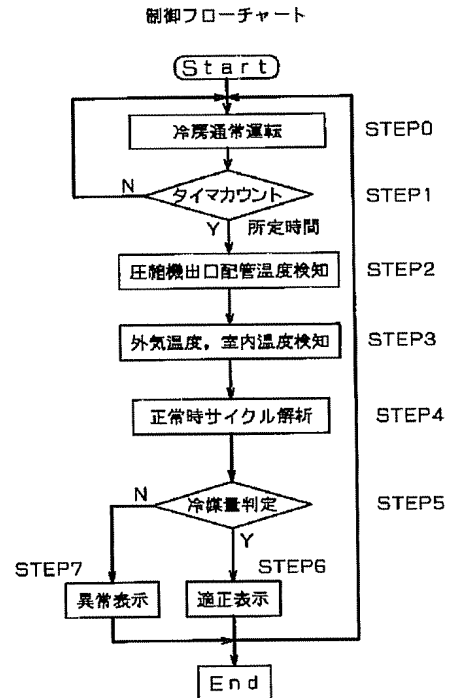 制御フローチャート
Start
冷房通常運転
STEP0
N
タイマカウント
STEP1
Y
所定時間
圧縮機出口配管温度検知
STEP2
外気温度，室内温度検知
STEP3
正常時サイクル解析
STEP4
N
冷媒量判定
STEP5
Y
STEP7
STEP6
異常表示
適正表示
End